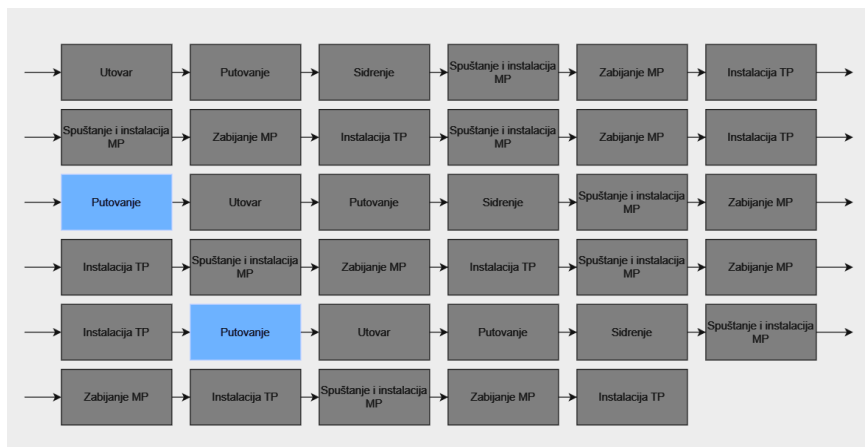 Utovar
Putovanje
Sidrenje
Spuštanje i instalacija
MP
Zabijanje MP
Instalacija TP
Spuštanje i instalacija
MP
Zabijanje MP
Instalacija TP
Spuštanje i instalacija
MP
Zabijanje MP
Instalacija TP
Putovanje
Utovar
Putovanje
Sidrenje
Spuštanje i instalacija
MP
Zabijanje MP
Instalacija TP
Spuštanje i instalacija
MP
Zabijanje MP
Instalacija TP
Spuštanje i instalacija
MP
Zabijanje MP
Instalacija TP
Putovanje
Utovar
Putovanje
Sidrenje
Spuštanje i instalacija
MP
Zabijanje MP
Instalacija TP
Spuštanje i instalacija
MP
Zabijanje MP
Instalacija TP